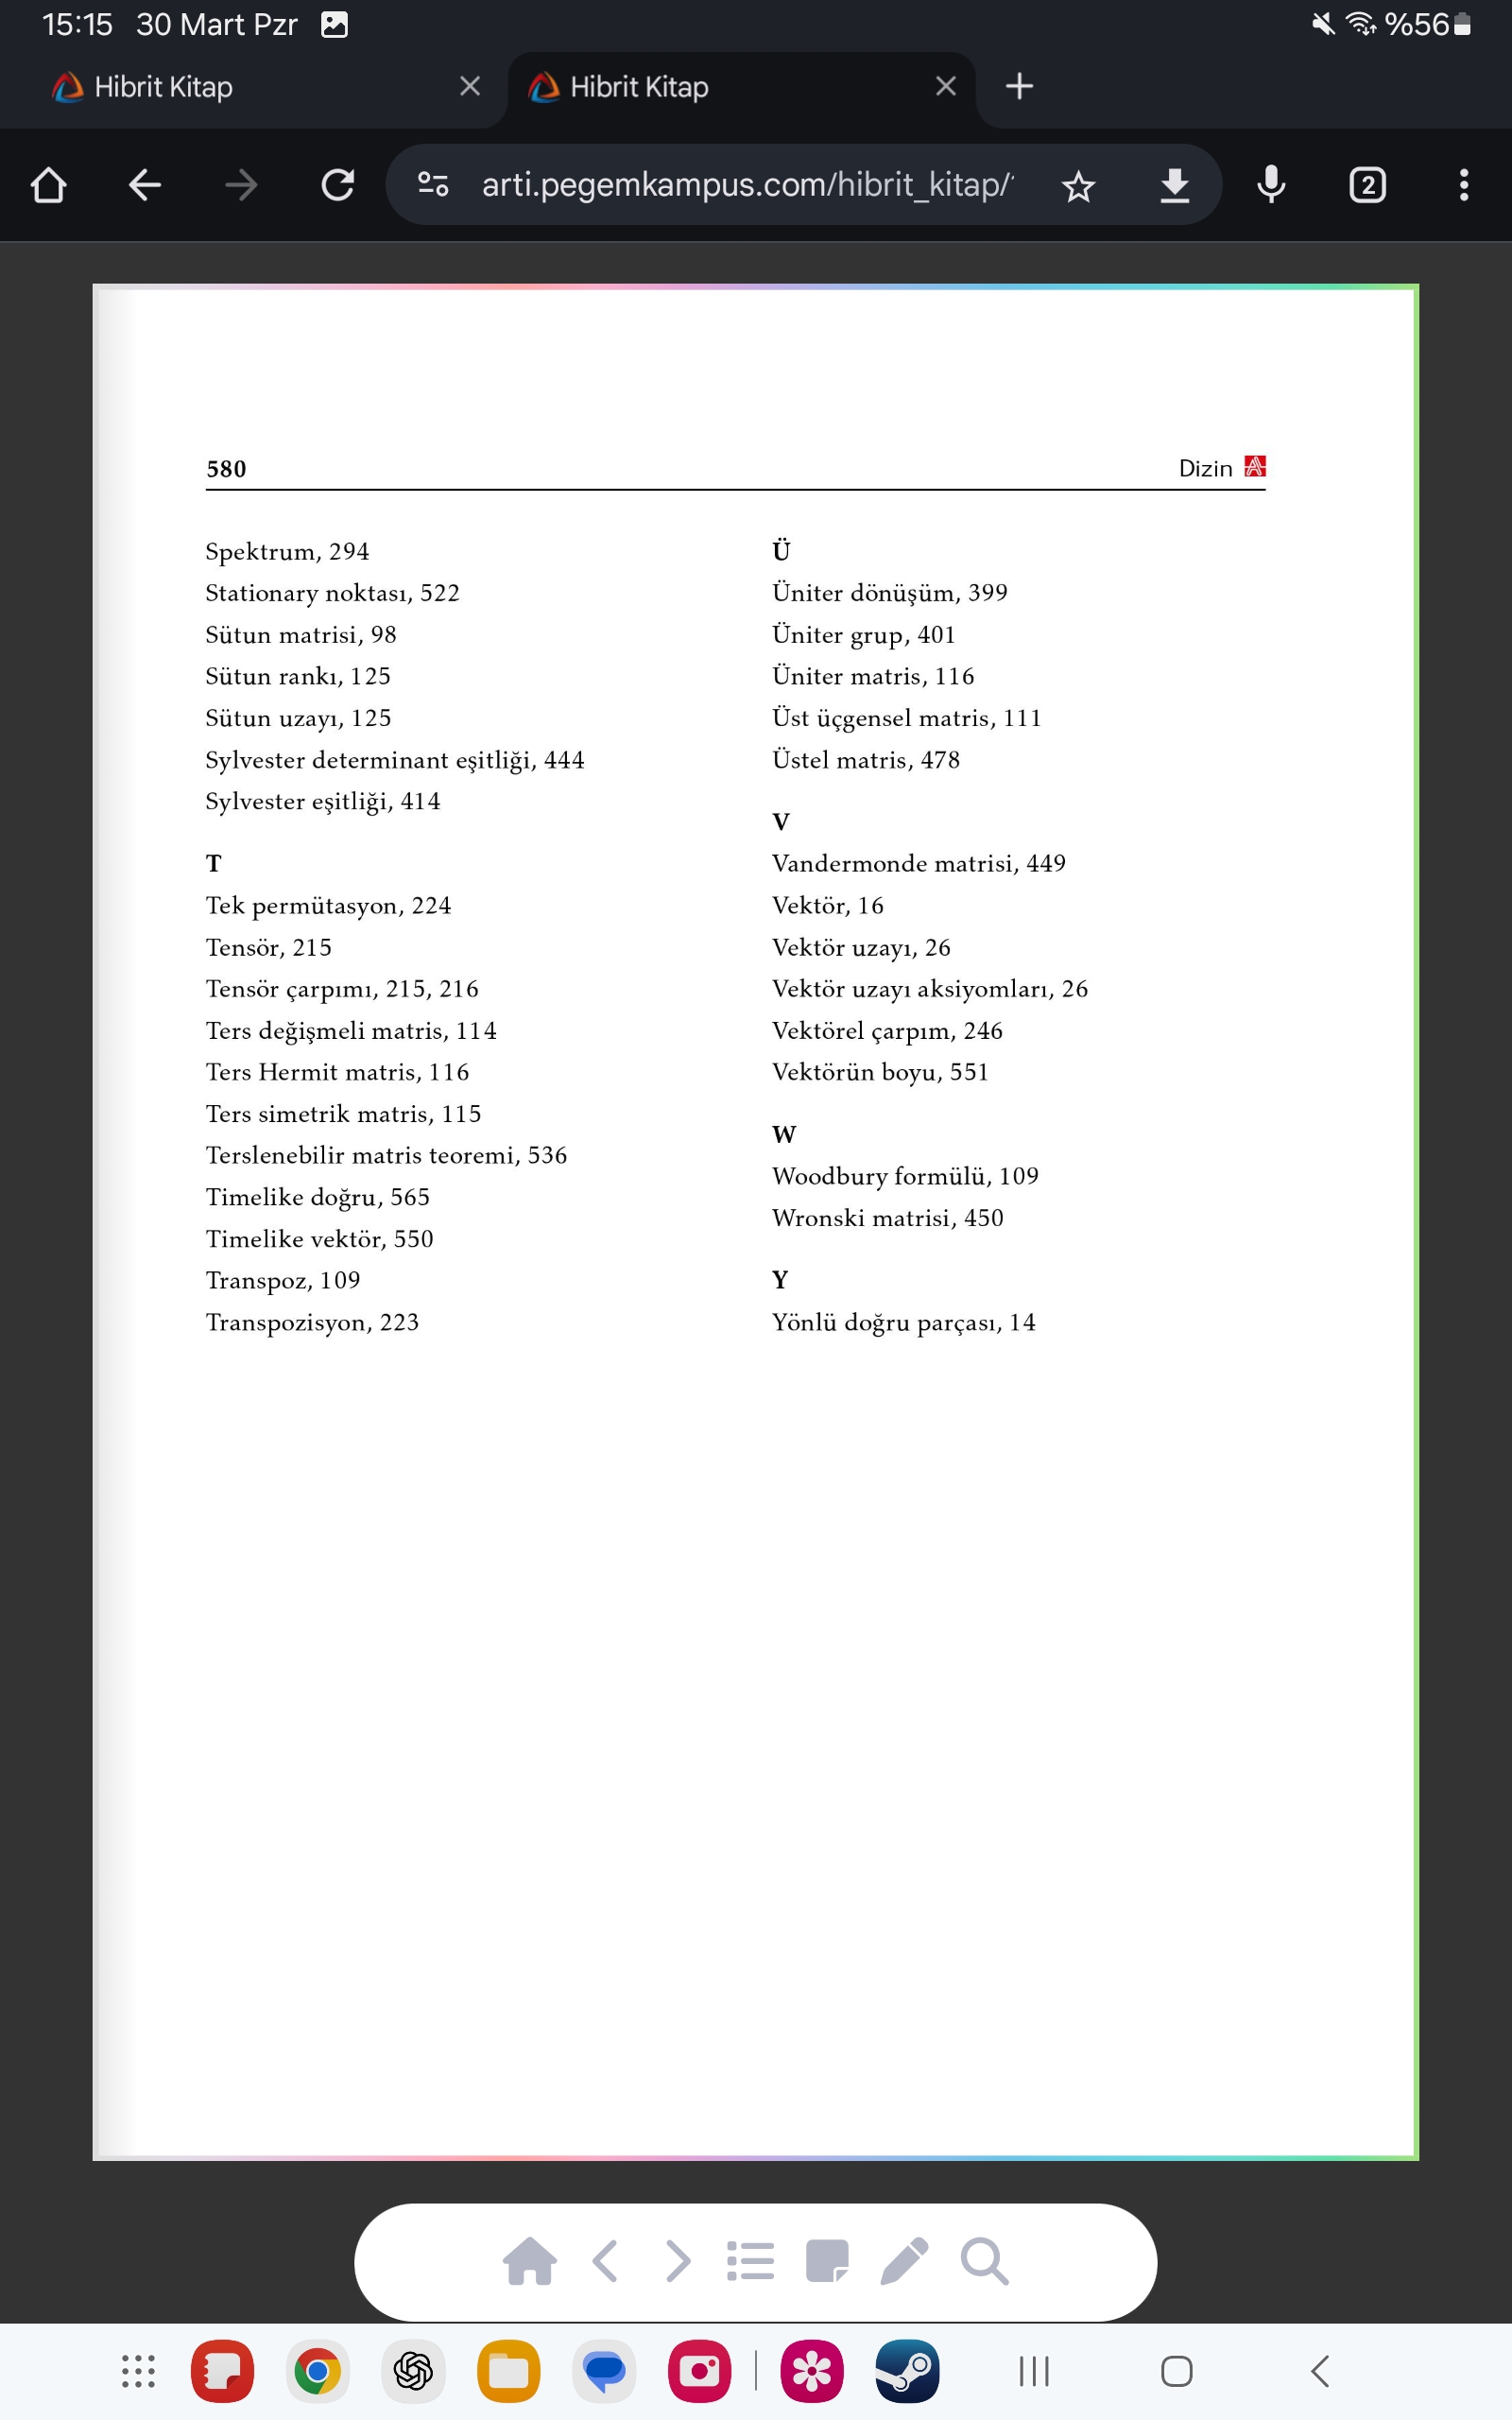 15:15 30 Mart Pzr %56
Hibrit Kitap Hibrit Kitap
arti.pegemkampus.com/hibrit_kitap/
2
580 Dizin
Spektrum, 294
Stationary noktası, 522
Sütun matrisi, 98
Sütun rankı, 125
Sütun uzayı, 125
Sylvester determinant eşitliği, 444
Sylvester eşitliği, 414
T
Tek permütasyon, 224
Tensör, 215
Tensör çarpımı, 215, 216
Ters değişmeli matris, 114
Ters Hermit matris, 116
Ters simetrik matris, 115
Terslenebilir matris teoremi, 536
Timelike doğru, 565
Timelike vektör, 550
Transpoz, 109
Transpozisyon, 223
Ü
Üniter dönüşüm, 399
Üniter grup, 401
Üniter matris, 116
Üst üçgensel matris, 111
Üstel matris, 478
V
Vandermonde matrisi, 449
Vektör, 16
Vektör uzayı, 26
Vektör uzayı aksiyomları, 26
Vektörel çarpım, 246
Vektörün boyu, 551
W
Woodbury formülü, 109
Wronski matrisi, 450
Y
Yönlü doğru parçası, 14